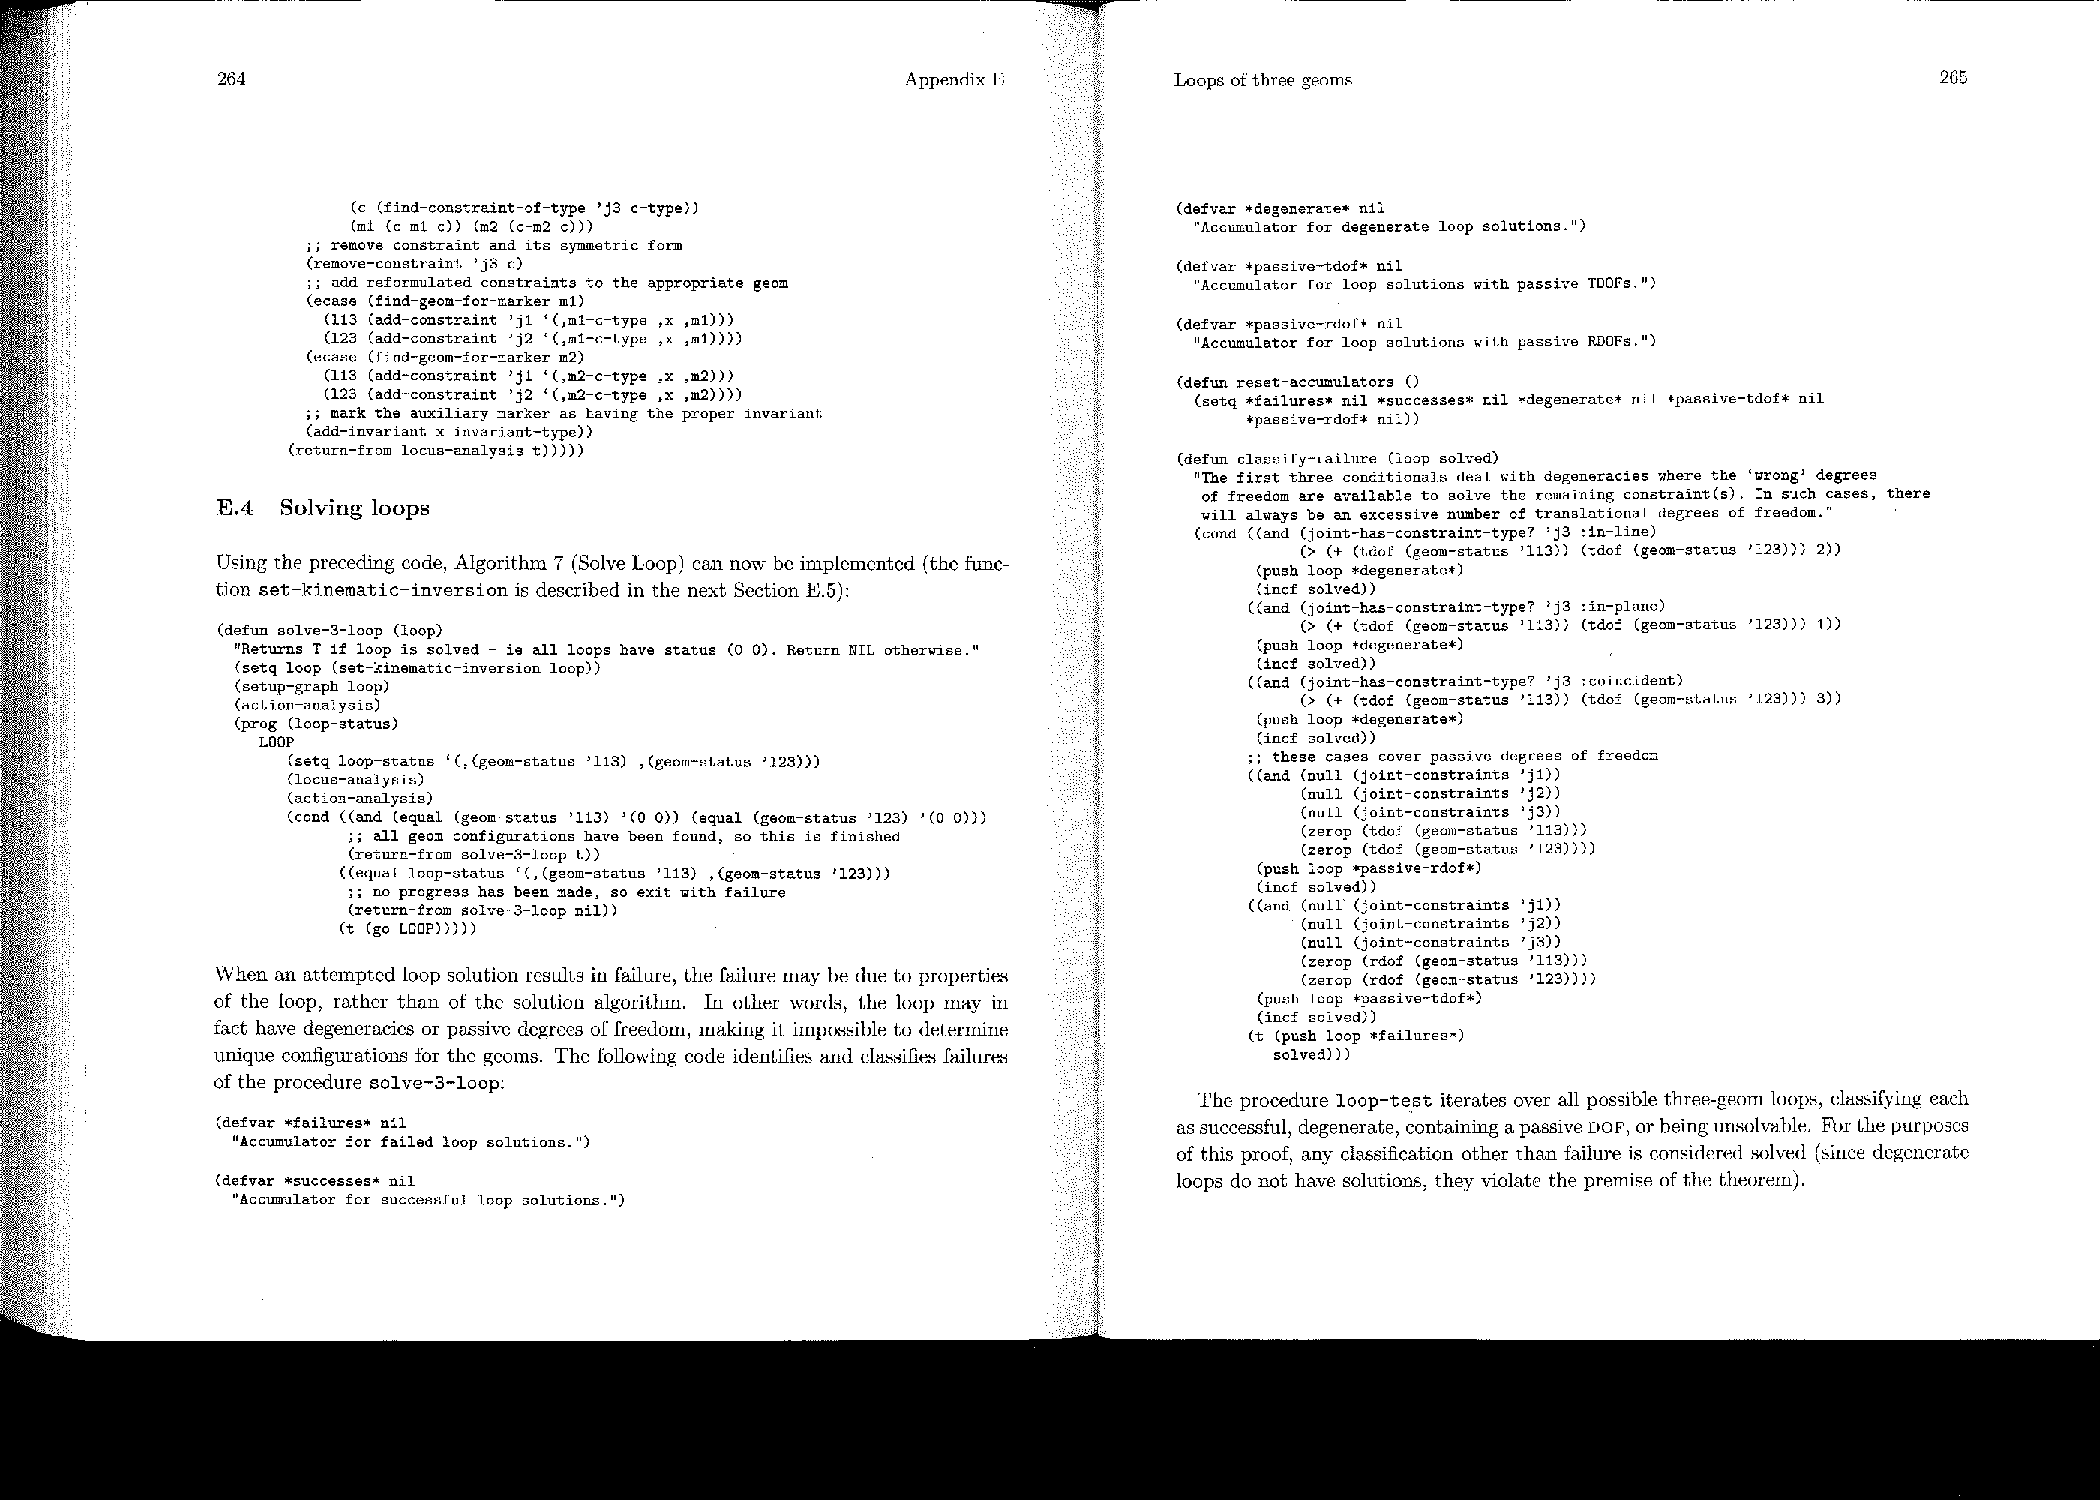 264
Appendix E
(c (find-constraint-of-type 'j3 c-type))
(m1 (c-m1 c)) (m2 (c-m2 c)))
;; remove constraint and its symmetric form
(remove-constraint 'j3 c)
;; add reformulated constraints to the appropriate geom
(ecase (find-geom-for-marker m1)
(l13 (add-constraint 'j1 `(,m1-c-type ,x ,m1)))
(l23 (add-constraint 'j2 `(,m1-c-type ,x ,m1))))
(ecase (find-geom-for-marker m2)
(l13 (add-constraint 'j1 `(,m2-c-type ,x ,m2)))
(l23 (add-constraint 'j2 `(,m2-c-type ,x ,m2))))
;; mark the auxiliary marker as having the proper invariant
(add-invariant x invariant-type))
(return-from locus-analysis t)))))
E.4 Solving loops
Using the preceding code, Algorithm 7 (Solve Loop) can now be implemented (the func-
tion set-kinematic-inversion is described in the next Section E.5):
(defun solve-3-loop (loop)
"Returns T if loop is solved - ie all loops have status (0 0). Return NIL otherwise."
(setq loop (set-kinematic-inversion loop))
(setup-graph loop)
(action-analysis)
(prog (loop-status)
LOOP
(setq loop-status `(,(geom-status 'l13) ,(geom-status 'l23)))
(locus-analysis)
(action-analysis)
(cond ((and (equal (geom-status 'l13) '(0 0)) (equal (geom-status 'l23) '(0 0)))
;; all geom configurations have been found, so this is finished
(return-from solve-3-loop t))
((equal loop-status `(,(geom-status 'l13) ,(geom-status 'l23)))
;; no progress has been made, so exit with failure
(return-from solve-3-loop nil))
(t (go LOOP)))))
When an attempted loop solution results in failure, the failure may be due to properties
of the loop, rather than of the solution algorithm. In other words, the loop may in
fact have degeneracies or passive degrees of freedom, making it impossible to determine
unique configurations for the geoms. The following code identifies and classifies failures
of the procedure solve-3-loop:
(defvar *failures* nil
"Accumulator for failed loop solutions.")
(defvar *successes* nil
"Accumulator for successful loop solutions.")
Loops of three geoms
265
(defvar *degenerate* nil
"Accumulator for degenerate loop solutions.")
(defvar *passive-tdof* nil
"Accumulator for loop solutions with passive TDOFs.")
(defvar *passive-rdof* nil
"Accumulator for loop solutions with passive RDOFs.")
(defun reset-accumulators ()
(setq *failures* nil *successes* nil *degenerate* nil *passive-tdof* nil
*passive-rdof* nil))
(defun classify-failure (loop solved)
"The first three conditionals deal with degeneracies where the 'wrong' degrees
of freedom are available to solve the remaining constraint(s). In such cases, there
will always be an excessive number of translational degrees of freedom."
(cond ((and (joint-has-constraint-type? 'j3 :in-line)
(> (+ (tdof (geom-status 'l13)) (tdof (geom-status 'l23))) 2))
(push loop *degenerate*)
(incf solved))
((and (joint-has-constraint-type? 'j3 :in-plane)
(> (+ (tdof (geom-status 'l13)) (tdof (geom-status 'l23))) 1))
(push loop *degenerate*)
(incf solved))
((and (joint-has-constraint-type? 'j3 :coincident)
(> (+ (tdof (geom-status 'l13)) (tdof (geom-status 'l23))) 3))
(push loop *degenerate*)
(incf solved))
;; these cases cover passive degrees of freedom
((and (null (joint-constraints 'j1))
(null (joint-constraints 'j2))
(null (joint-constraints 'j3))
(zerop (tdof (geom-status 'l13)))
(zerop (tdof (geom-status 'l23))))
(push loop *passive-rdof*)
(incf solved))
((and (null (joint-constraints 'j1))
(null (joint-constraints 'j2))
(null (joint-constraints 'j3))
(zerop (rdof (geom-status 'l13)))
(zerop (rdof (geom-status 'l23))))
(push loop *passive-tdof*)
(incf solved))
(t (push loop *failures*)
solved)))
The procedure loop-test iterates over all possible three-geom loops, classifying each
as successful, degenerate, containing a passive DOF, or being unsolvable. For the purposes
of this proof, any classification other than failure is considered solved (since degenerate
loops do not have solutions, they violate the premise of the theorem).